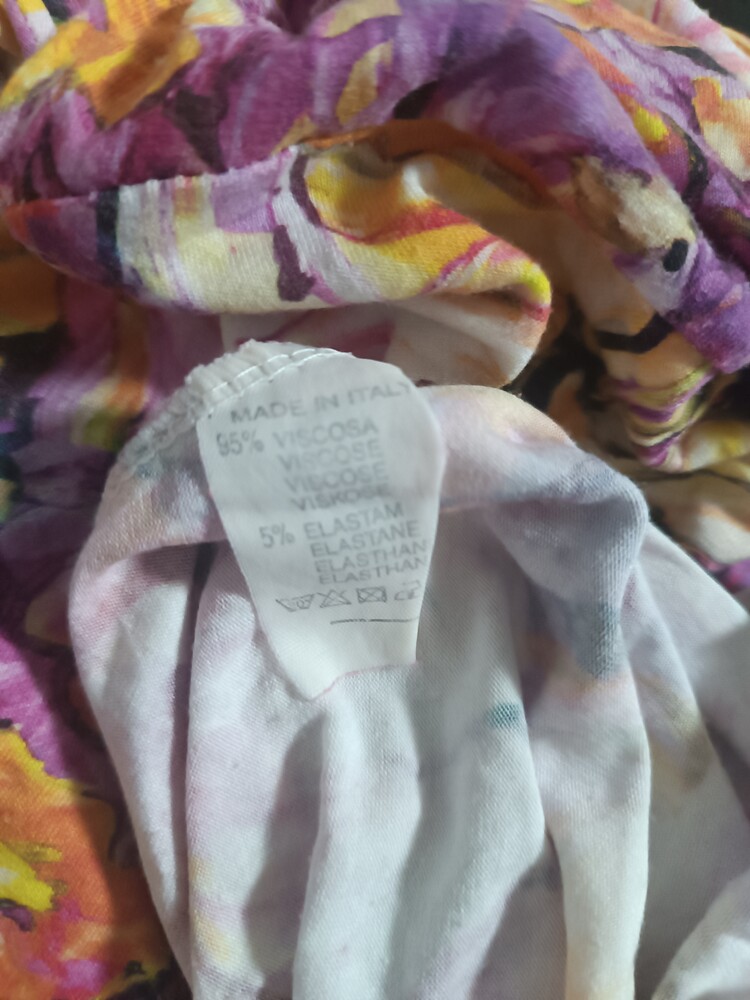 MADE IN ITALY
95% VISCOSA
VISCOSE
VISCOSE
VISKOSE
5% ELASTAM
ELASTANE
ELASTHAN
ELASTHAN